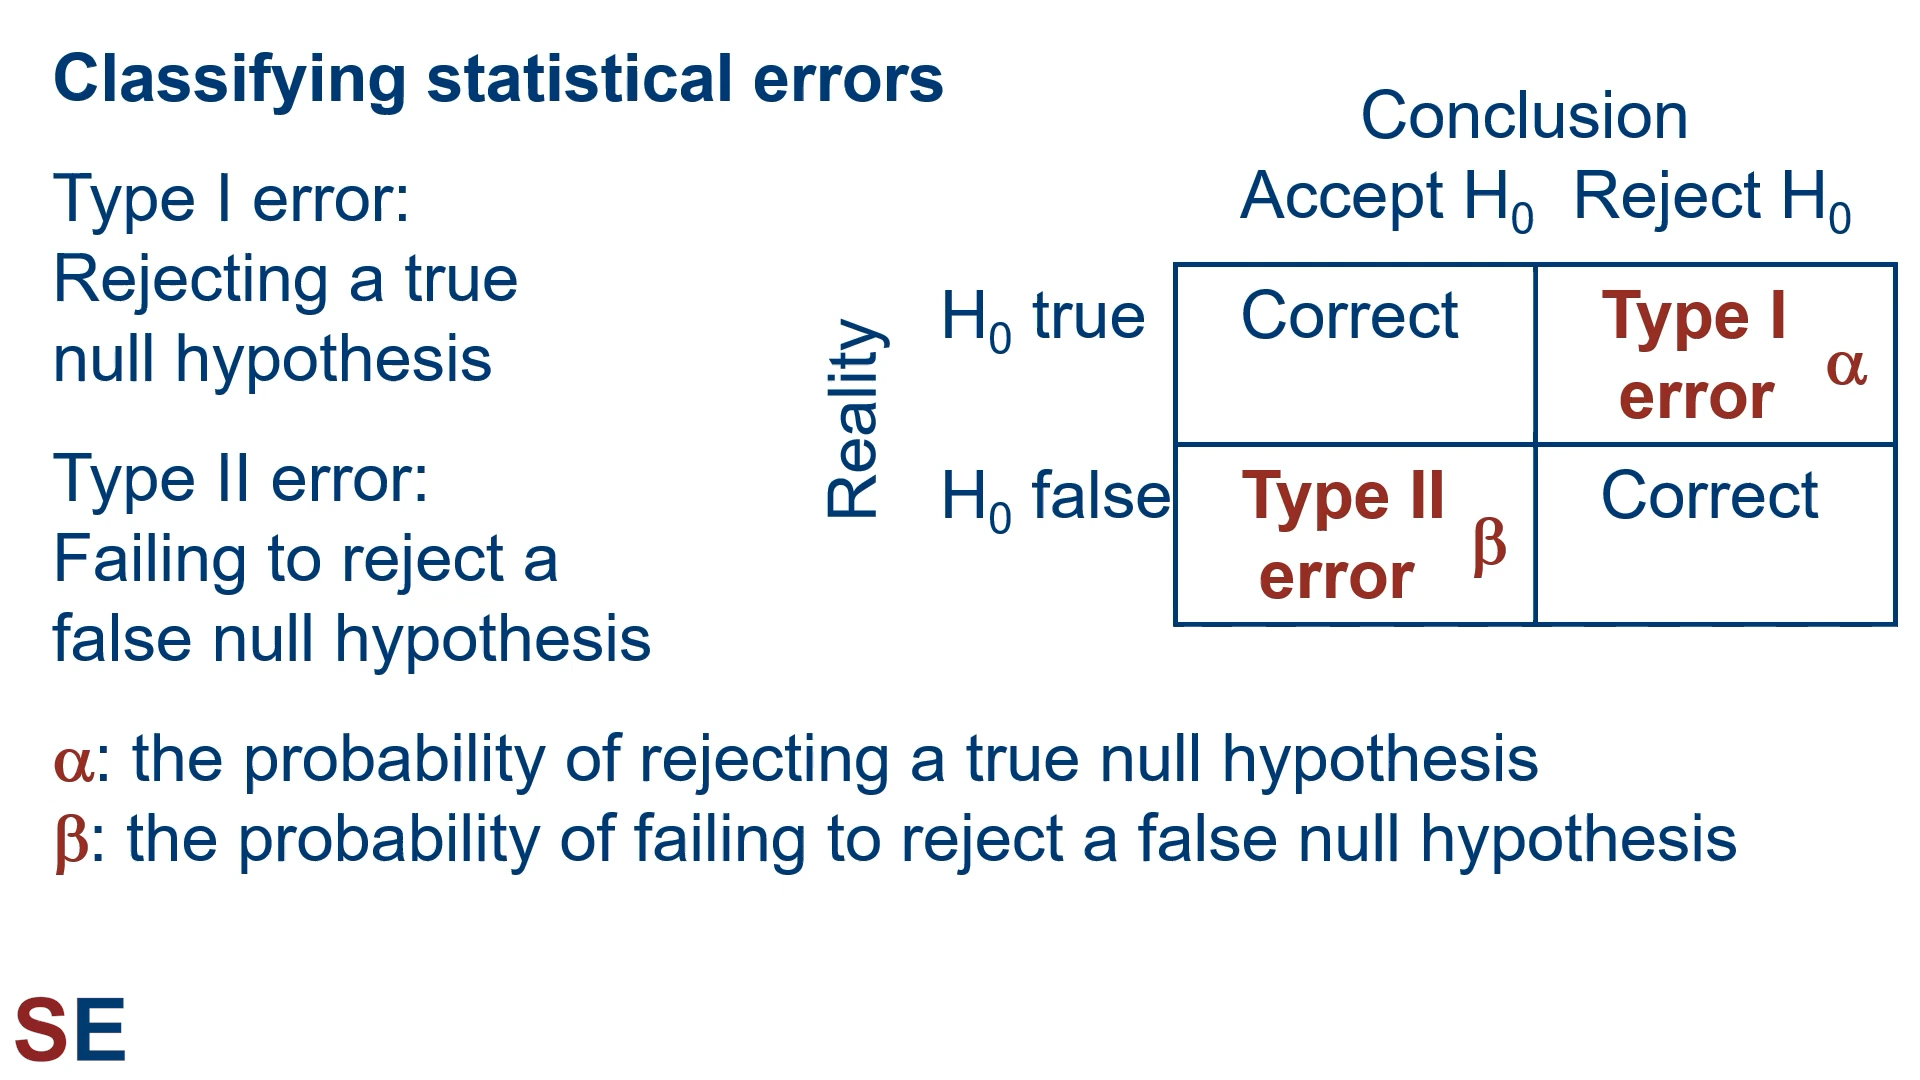 Classifying statistical errors
Type I error:
Rejecting a true
null hypothesis
Type II error:
Failing to reject a
false null hypothesis
Conclusion
Accept H₀ Reject H₀
Reality
H₀ true
Correct
Type I
error α
H₀ false
Type II
error β
Correct
α: the probability of rejecting a true null hypothesis
β: the probability of failing to reject a false null hypothesis
SE